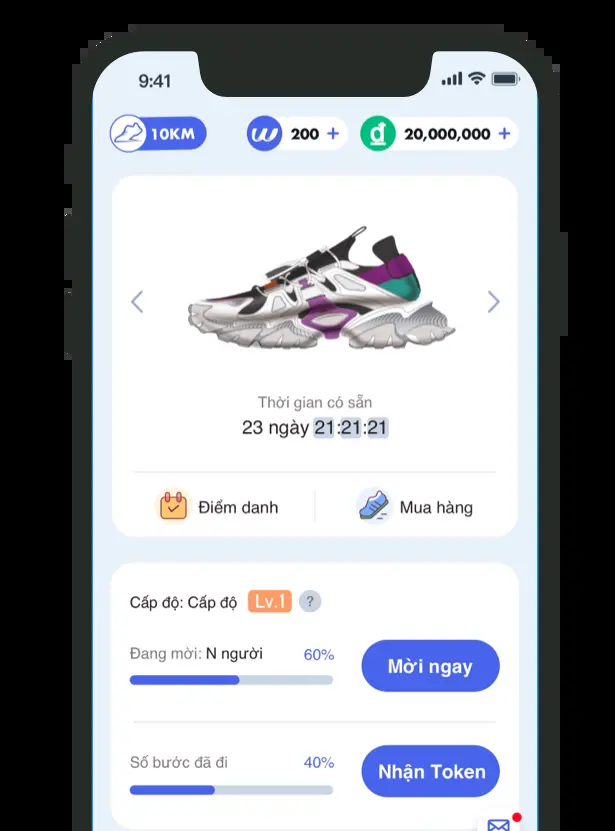 9:41
10KM
200 +
20,000,000 +
Thời gian có sẵn
23 ngày 21:21:21
Điểm danh
Mua hàng
Cấp độ: Cấp độ Lv.1 ?
Đang mời: N người 60%
Mời ngay
Số bước đã đi 40%
Nhận Token